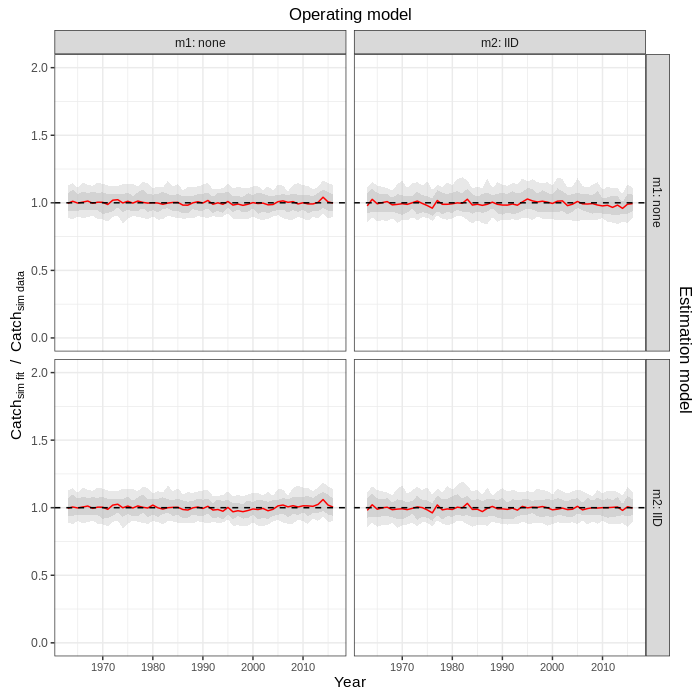 Operating model
m1: none
m2: IID
2.0
1.5
1.0
0.5
0.0
m1: none
2.0
1.5
1.0
0.5
0.0
m2: IID
Catchsim fit / Catchsim data
Estimation model
1970 1980 1990 2000 2010
1970 1980 1990 2000 2010
Year